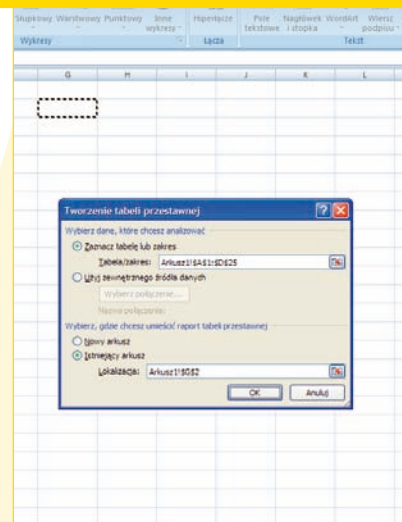 Słupkowy Warstwowy Punktowy Inne wykresy Hiperłącze Pole tekstowe Nagłówek i stopka WordArt Wiersz podpisu
Wykresy Łącza Tekst
G H I J K L
Tworzenie tabeli przestawnej
Wybierz dane, które chcesz analizować
Zaznacz tabelę lub zakres
Tabela/zakres: Arkusz1!$A$1:$D$25
Użyj zewnętrznego źródła danych
Wybierz połączenie...
Nazwa połączenia:
Wybierz, gdzie chcesz umieścić raport tabeli przestawnej
Nowy arkusz
Istniejący arkusz
Lokalizacja: Arkusz1!$G$2
OK Anuluj